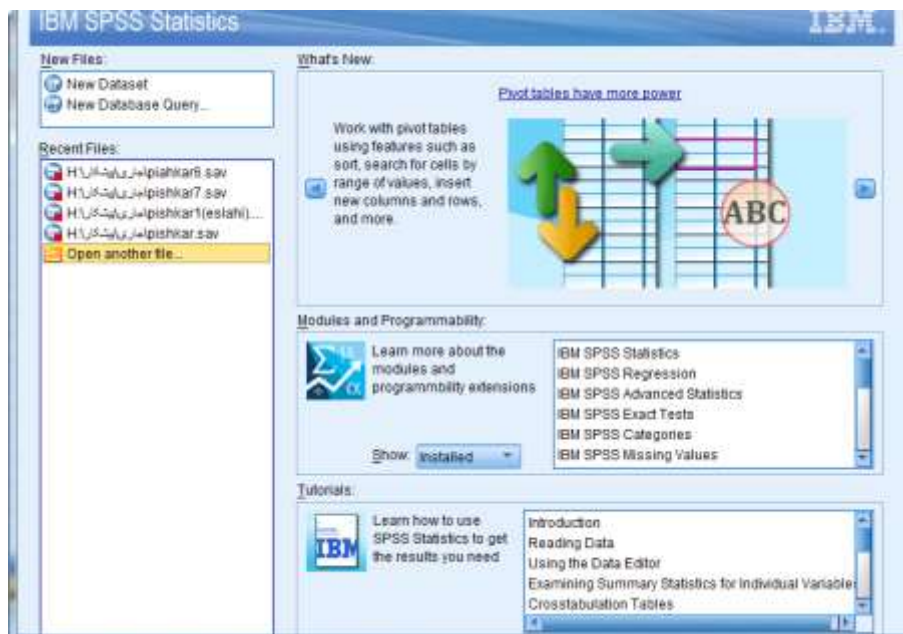 IBM SPSS Statistics
IBM.
New Files:
New Dataset
New Database Query...
Recent Files:
piahkar6.sav
pishkar7.sav
pishkar1(eslahi)....
pishkar.sav
Open another file...
What's New:
Pivot tables have more power
Work with pivot tables
using features such as
sort, search for cells by
range of values, insert
new columns and rows,
and more.
ABC
Modules and Programmability:
Learn more about the
modules and
programmbility extensions
Show: Installed
IBM SPSS Statistics
IBM SPSS Regression
IBM SPSS Advanced Statistics
IBM SPSS Exact Tests
IBM SPSS Categories
IBM SPSS Missing Values
Tutorials:
IBM
Learn how to use
SPSS Statistics to get
the results you need
Introduction
Reading Data
Using the Data Editor
Examining Summary Statistics for Individual Variable
Crosstabulation Tables